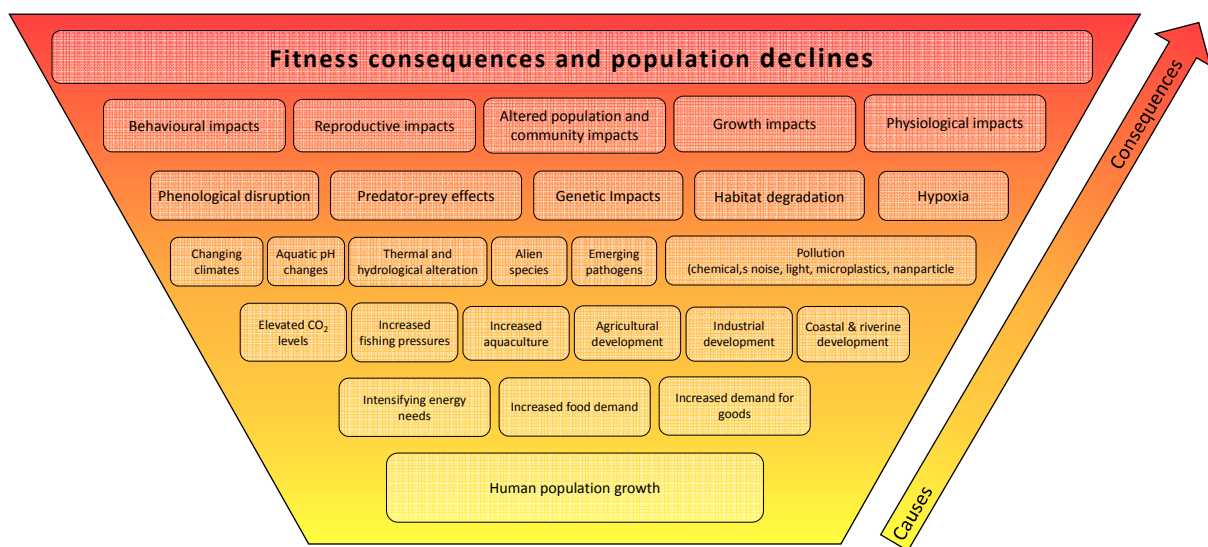 Fitness consequences and population declines
Behavioural impacts
Reproductive impacts
Altered population and
community impacts
Growth impacts
Physiological impacts
Phenological disruption
Predator-prey effects
Genetic Impacts
Habitat degradation
Hypoxia
Changing
climates
Aquatic pH
changes
Thermal and
hydrological alteration
Alien
species
Emerging
pathogens
Pollution
(chemical,s noise, light, microplastics, nanparticle
Elevated CO₂
levels
Increased
fishing pressures
Increased
aquaculture
Agricultural
development
Industrial
development
Coastal & riverine
development
Intensifying energy
needs
Increased food demand
Increased demand for
goods
Human population growth
Consequences
Causes